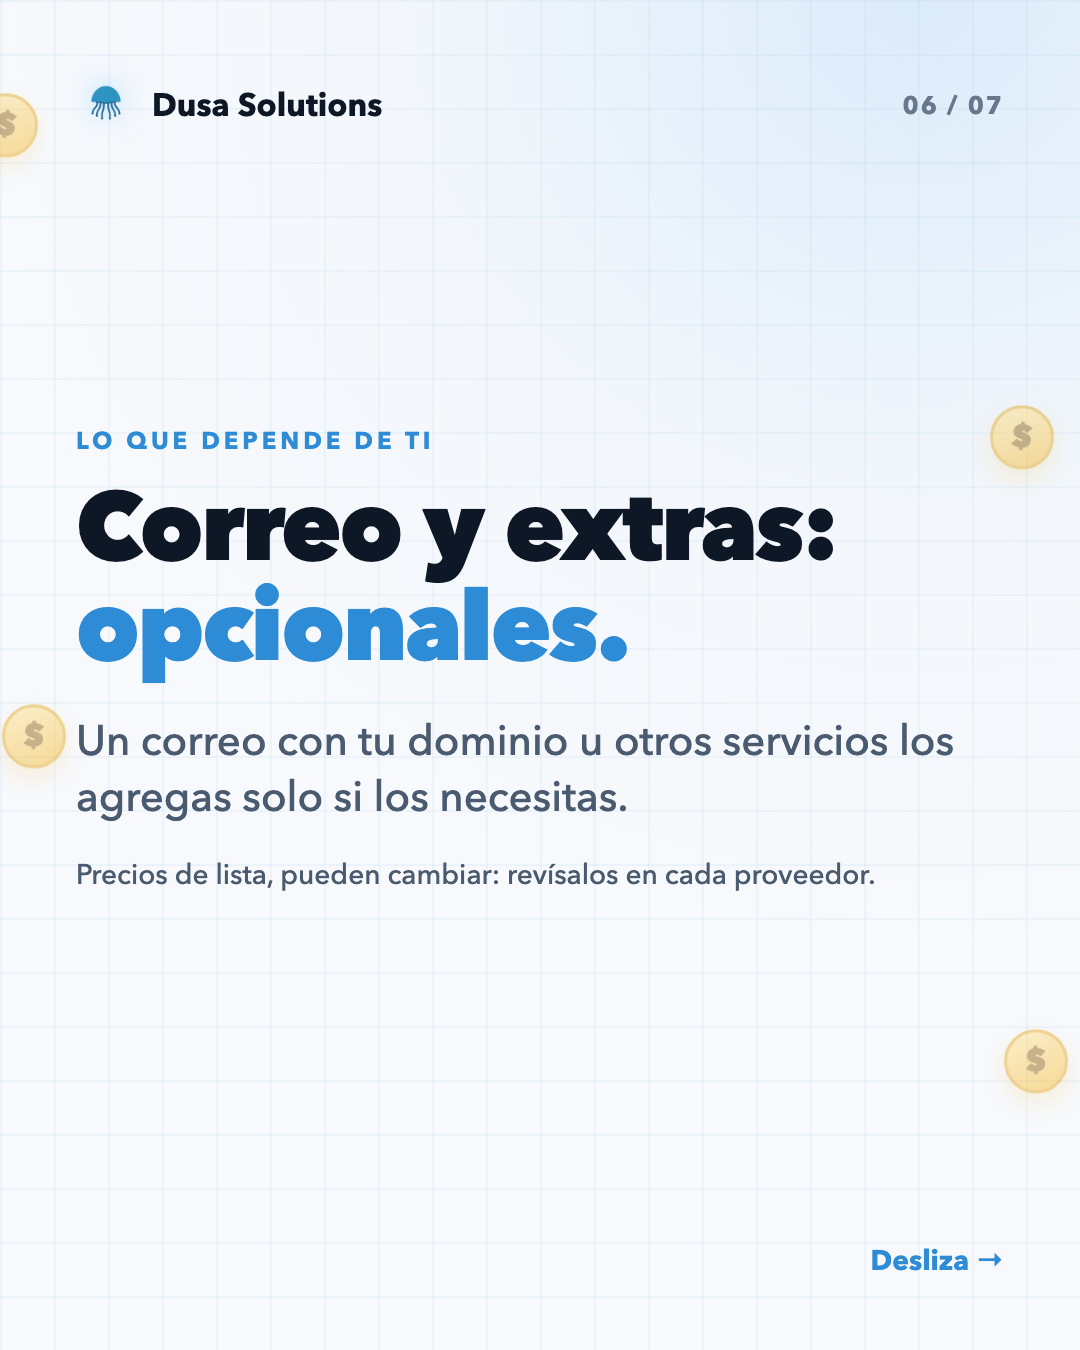 Dusa Solutions
06 / 07
$
$
LO QUE DEPENDE DE TI
Correo y extras:
opcionales.
$
Un correo con tu dominio u otros servicios los
agregas solo si los necesitas.
Precios de lista, pueden cambiar: revísalos en cada proveedor.
$
Desliza →